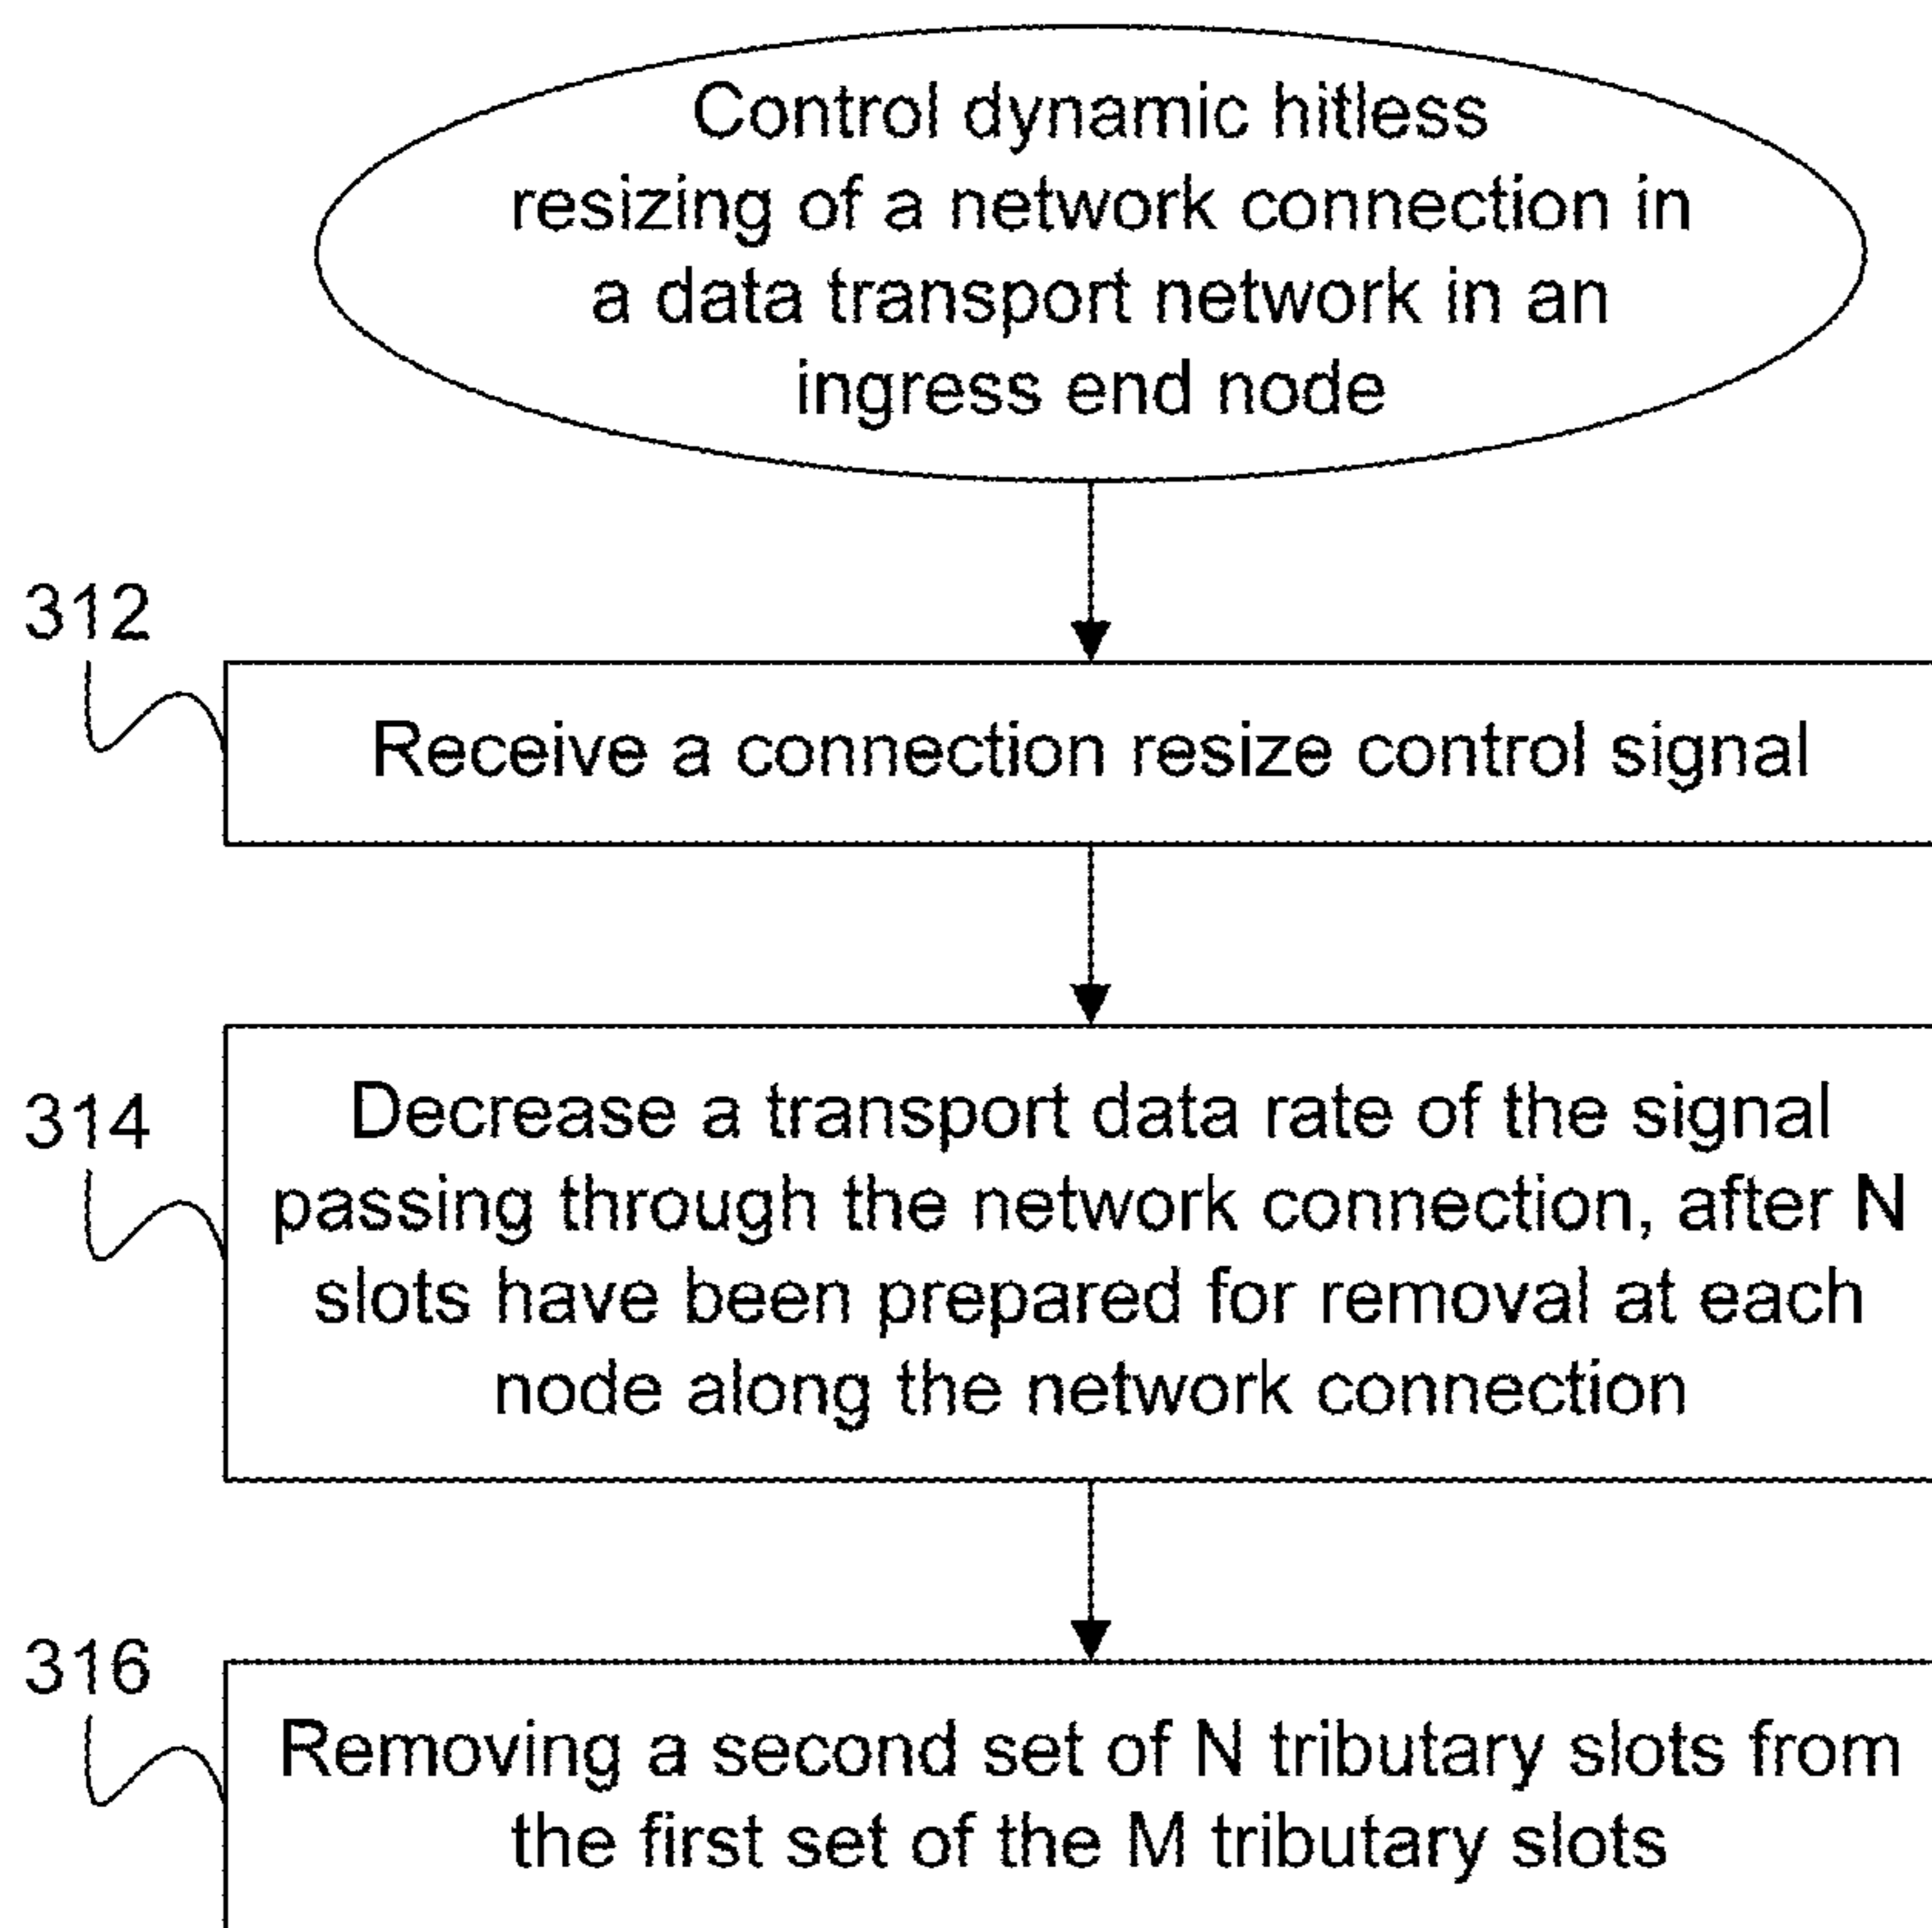 Control dynamic hitless
resizing of a network connection in
a data transport network in an
ingress end node
312
Receive a connection resize control signal
314
Decrease a transport data rate of the signal
passing through the network connection, after N
slots have been prepared for removal at each
node along the network connection
316
Removing a second set of N tributary slots from
the first set of the M tributary slots